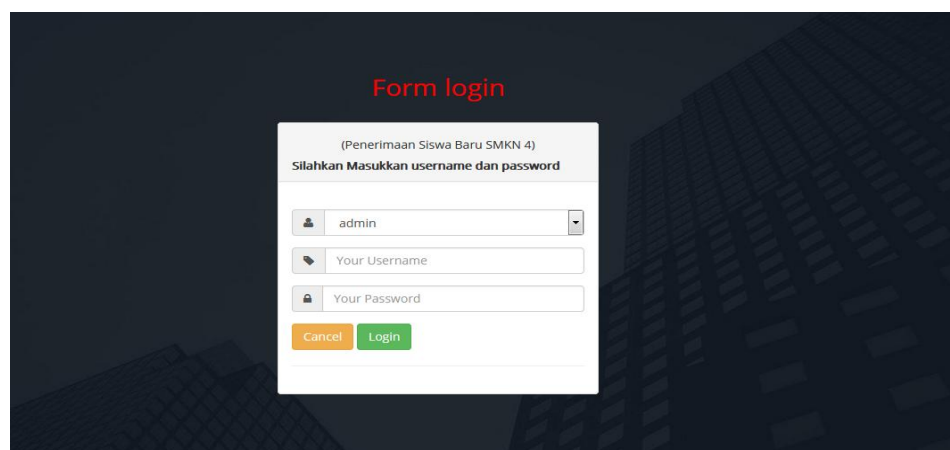 Form login
(Penerimaan Siswa Baru SMKN 4)
Silahkan Masukkan username dan password
admin
Your Username
Your Password
Cancel Login